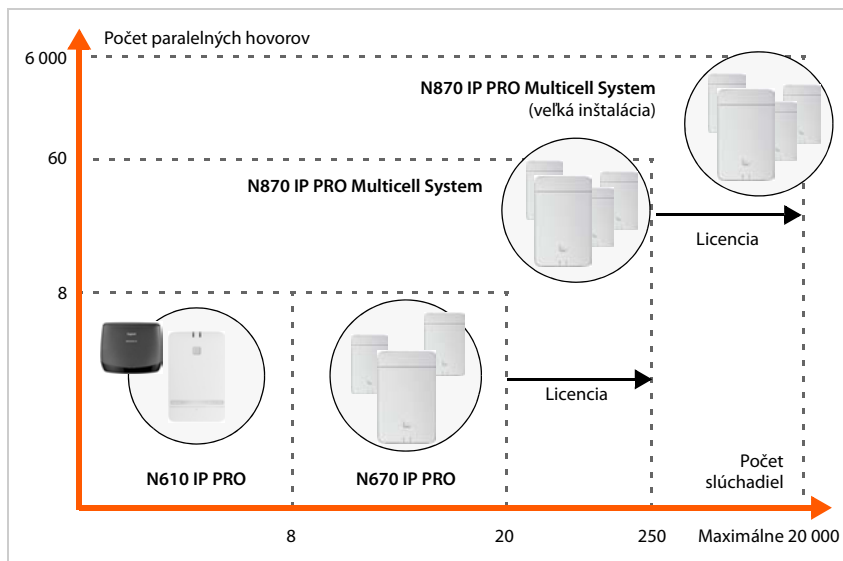 Počet paralelných hovorov
6 000
N870 IP PRO Multicell System
(veľká inštalácia)
60
N870 IP PRO Multicell System
Licencia
8
Licencia
N610 IP PRO
N670 IP PRO
Počet
slúchadiel
8
20
250
Maximálne 20 000